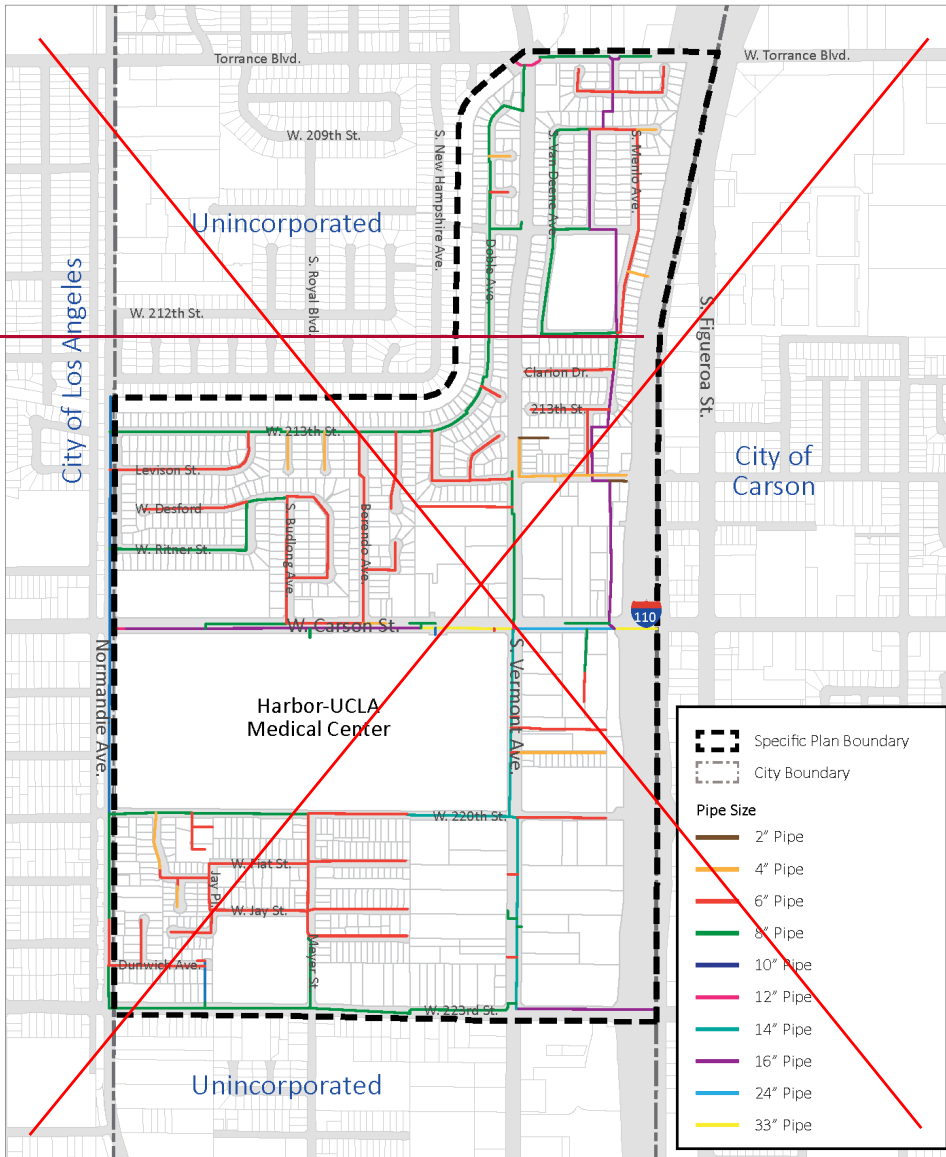 Torrance Blvd.
W. Torrance Blvd.
W. 209th St.
S. New Hampshire Ave.
S. Van Deene Ave.
S. Menlo Ave.
Unincorporated
Doble Ave.
S. Royal Blvd.
City of Los Angeles
W. 212th St.
S. Figueroa St.
Clarion Dr.
213th St.
W. 213th St.
City of
Carson
Levison St.
W. Desford
S. Budlong Ave.
Berendo Ave.
W. Ritner St.
110
W. Carson St.
Normandie Ave.
S. Vermont Ave.
Harbor-UCLA
Medical Center
W. 220th St.
W. Fiat St.
Jay Pl.
W. Jay St.
Meyer St
Dunwich Ave.
W. 223rd St.
Unincorporated
Specific Plan Boundary
City Boundary
Pipe Size
2” Pipe
4” Pipe
6” Pipe
8” Pipe
10” Pipe
12” Pipe
14” Pipe
16” Pipe
24” Pipe
33” Pipe